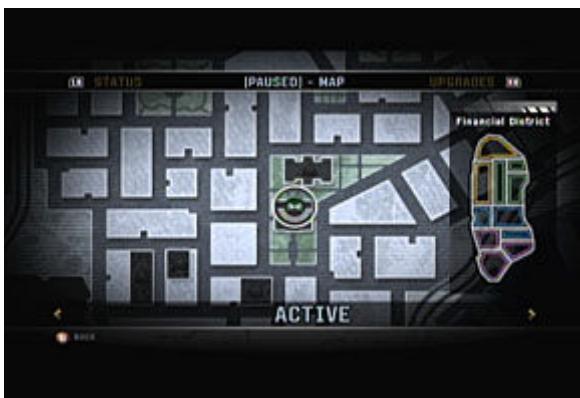 LB STATUS [PAUSED] - MAP UPGRADES RB
Financial District
ACTIVE
B BACK